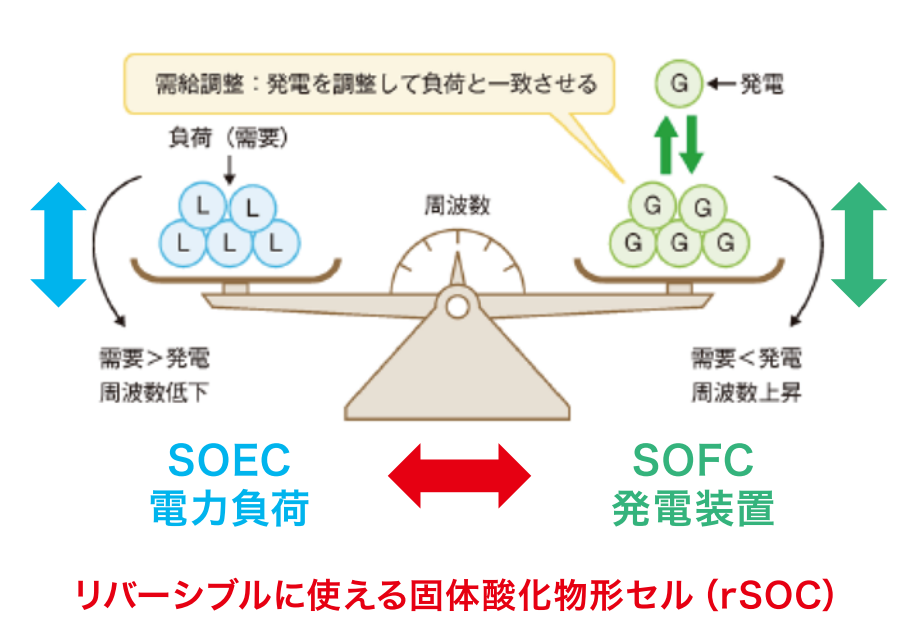 需給調整：発電を調整して負荷と一致させる
G
発電
負荷（需要）
L
L
L
L
L
周波数
G
G
G
G
G
需要＞発電
周波数低下
需要＜発電
周波数上昇
SOEC
電力負荷
SOFC
発電装置
リバーシブルに使える固体酸化物形セル（rSOC）